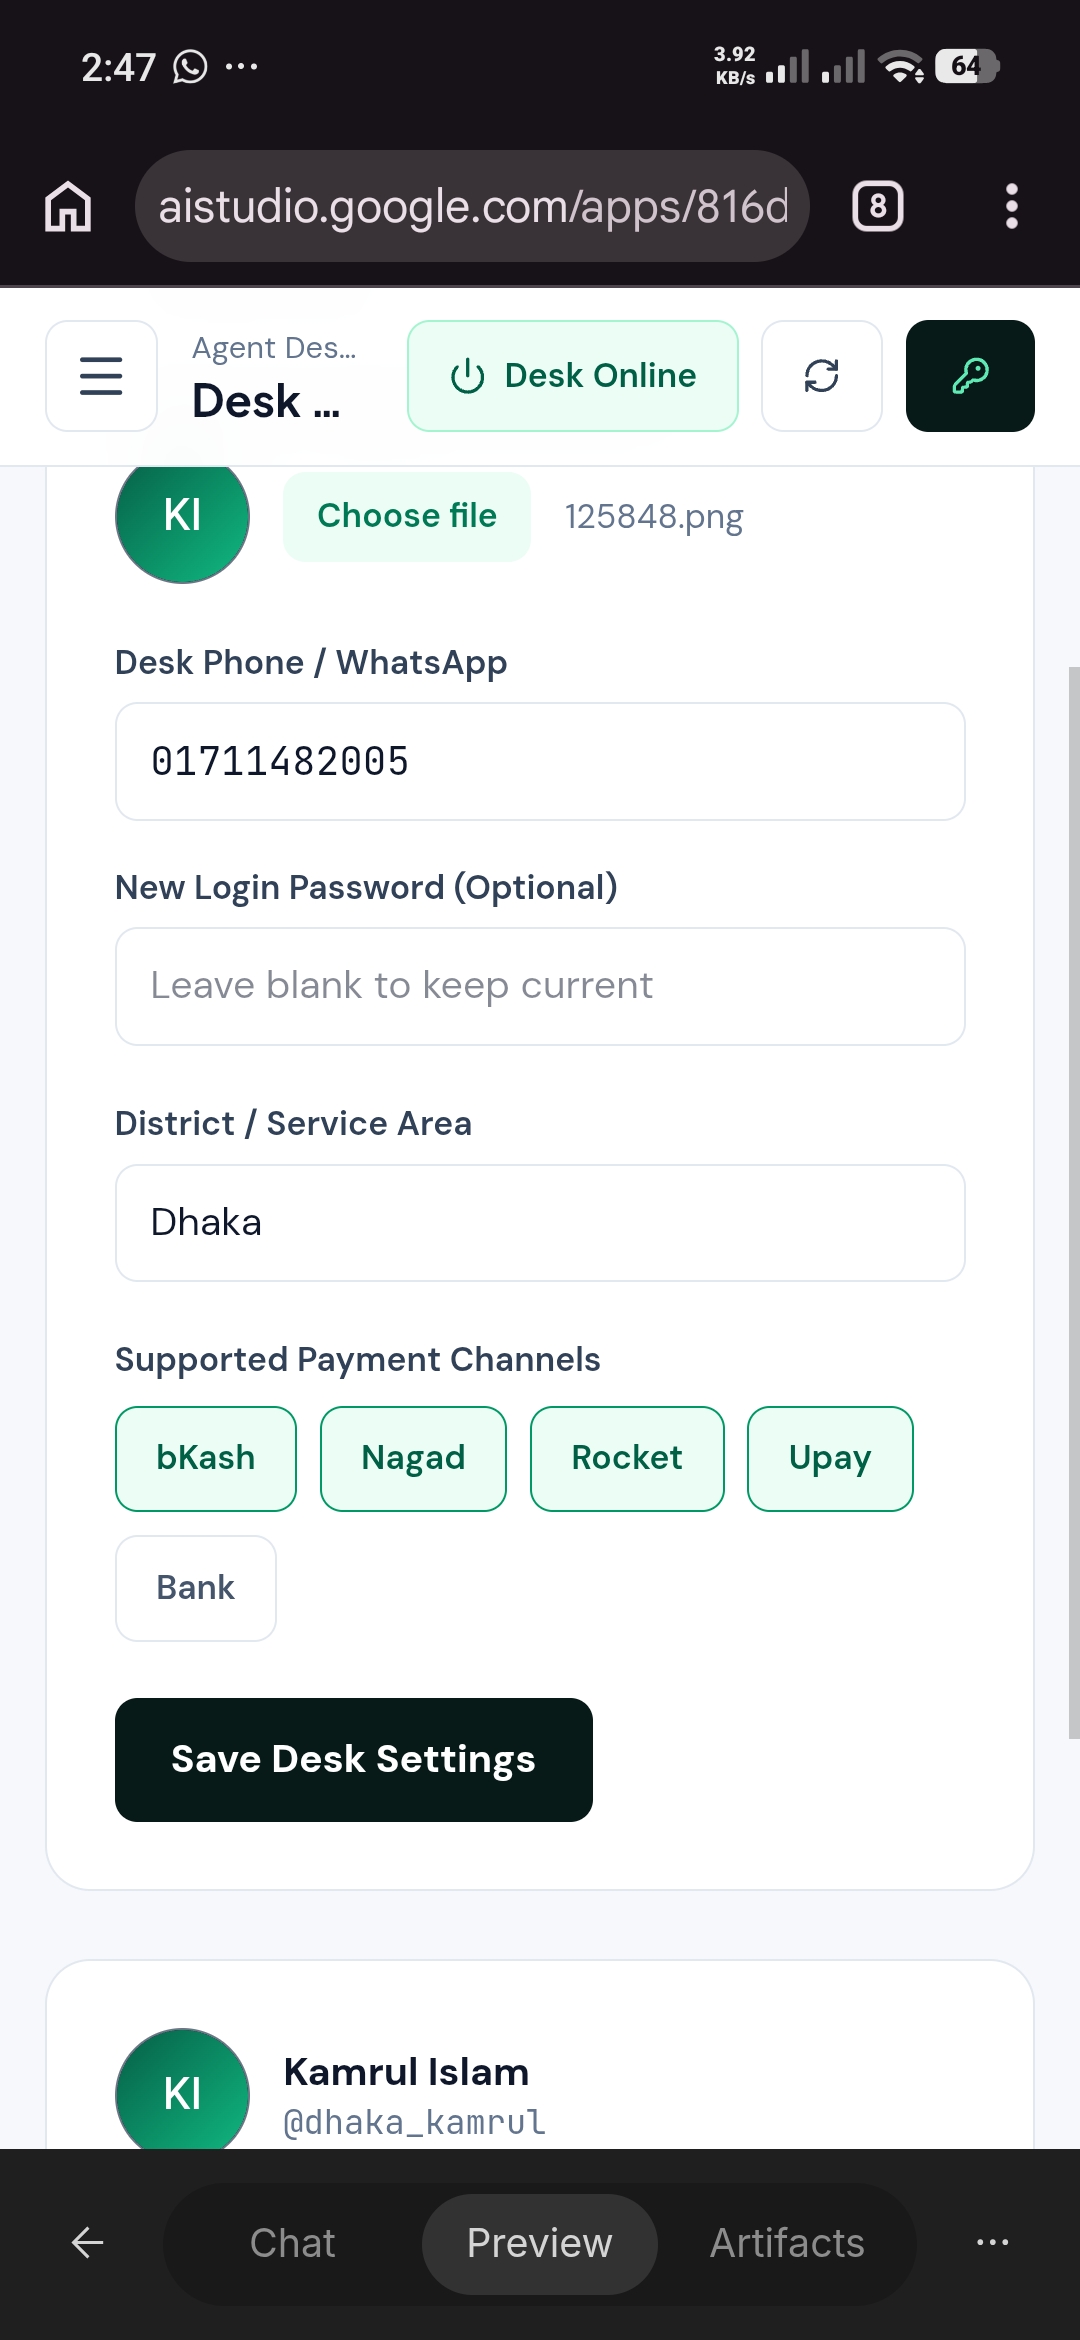 2:47
3.92
KB/s
64
aistudio.google.com/apps/816d
8
Agent Des...
Desk ...
Desk Online
KI
Choose file
125848.png
Desk Phone / WhatsApp
01711482005
New Login Password (Optional)
Leave blank to keep current
District / Service Area
Dhaka
Supported Payment Channels
bKash
Nagad
Rocket
Upay
Bank
Save Desk Settings
KI
Kamrul Islam
@dhaka_kamrul
Chat
Preview
Artifacts